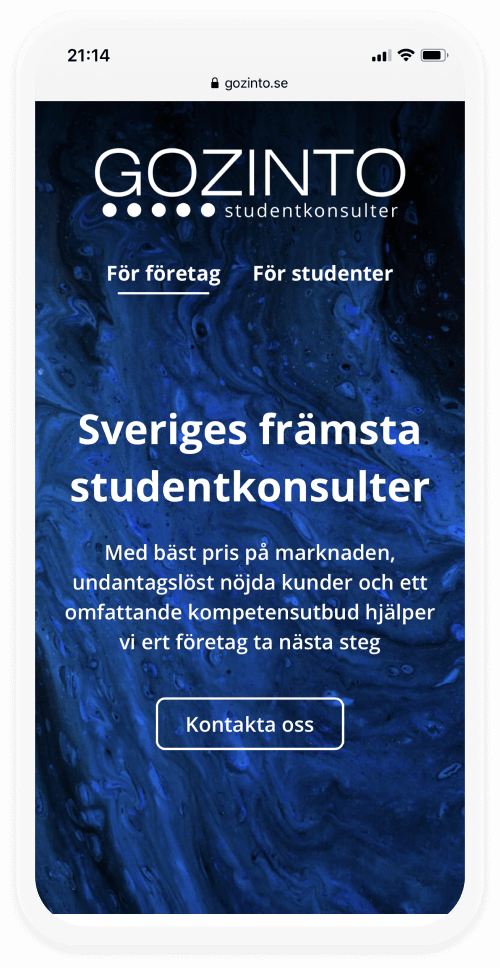 21:14
gozinto.se
GOZINTO
studentkonsulter
För företag För studenter
Sveriges främsta
studentkonsulter
Med bäst pris på marknaden,
undantagslöst nöjda kunder och ett
omfattande kompetensutbud hjälper
vi ert företag ta nästa steg
Kontakta oss